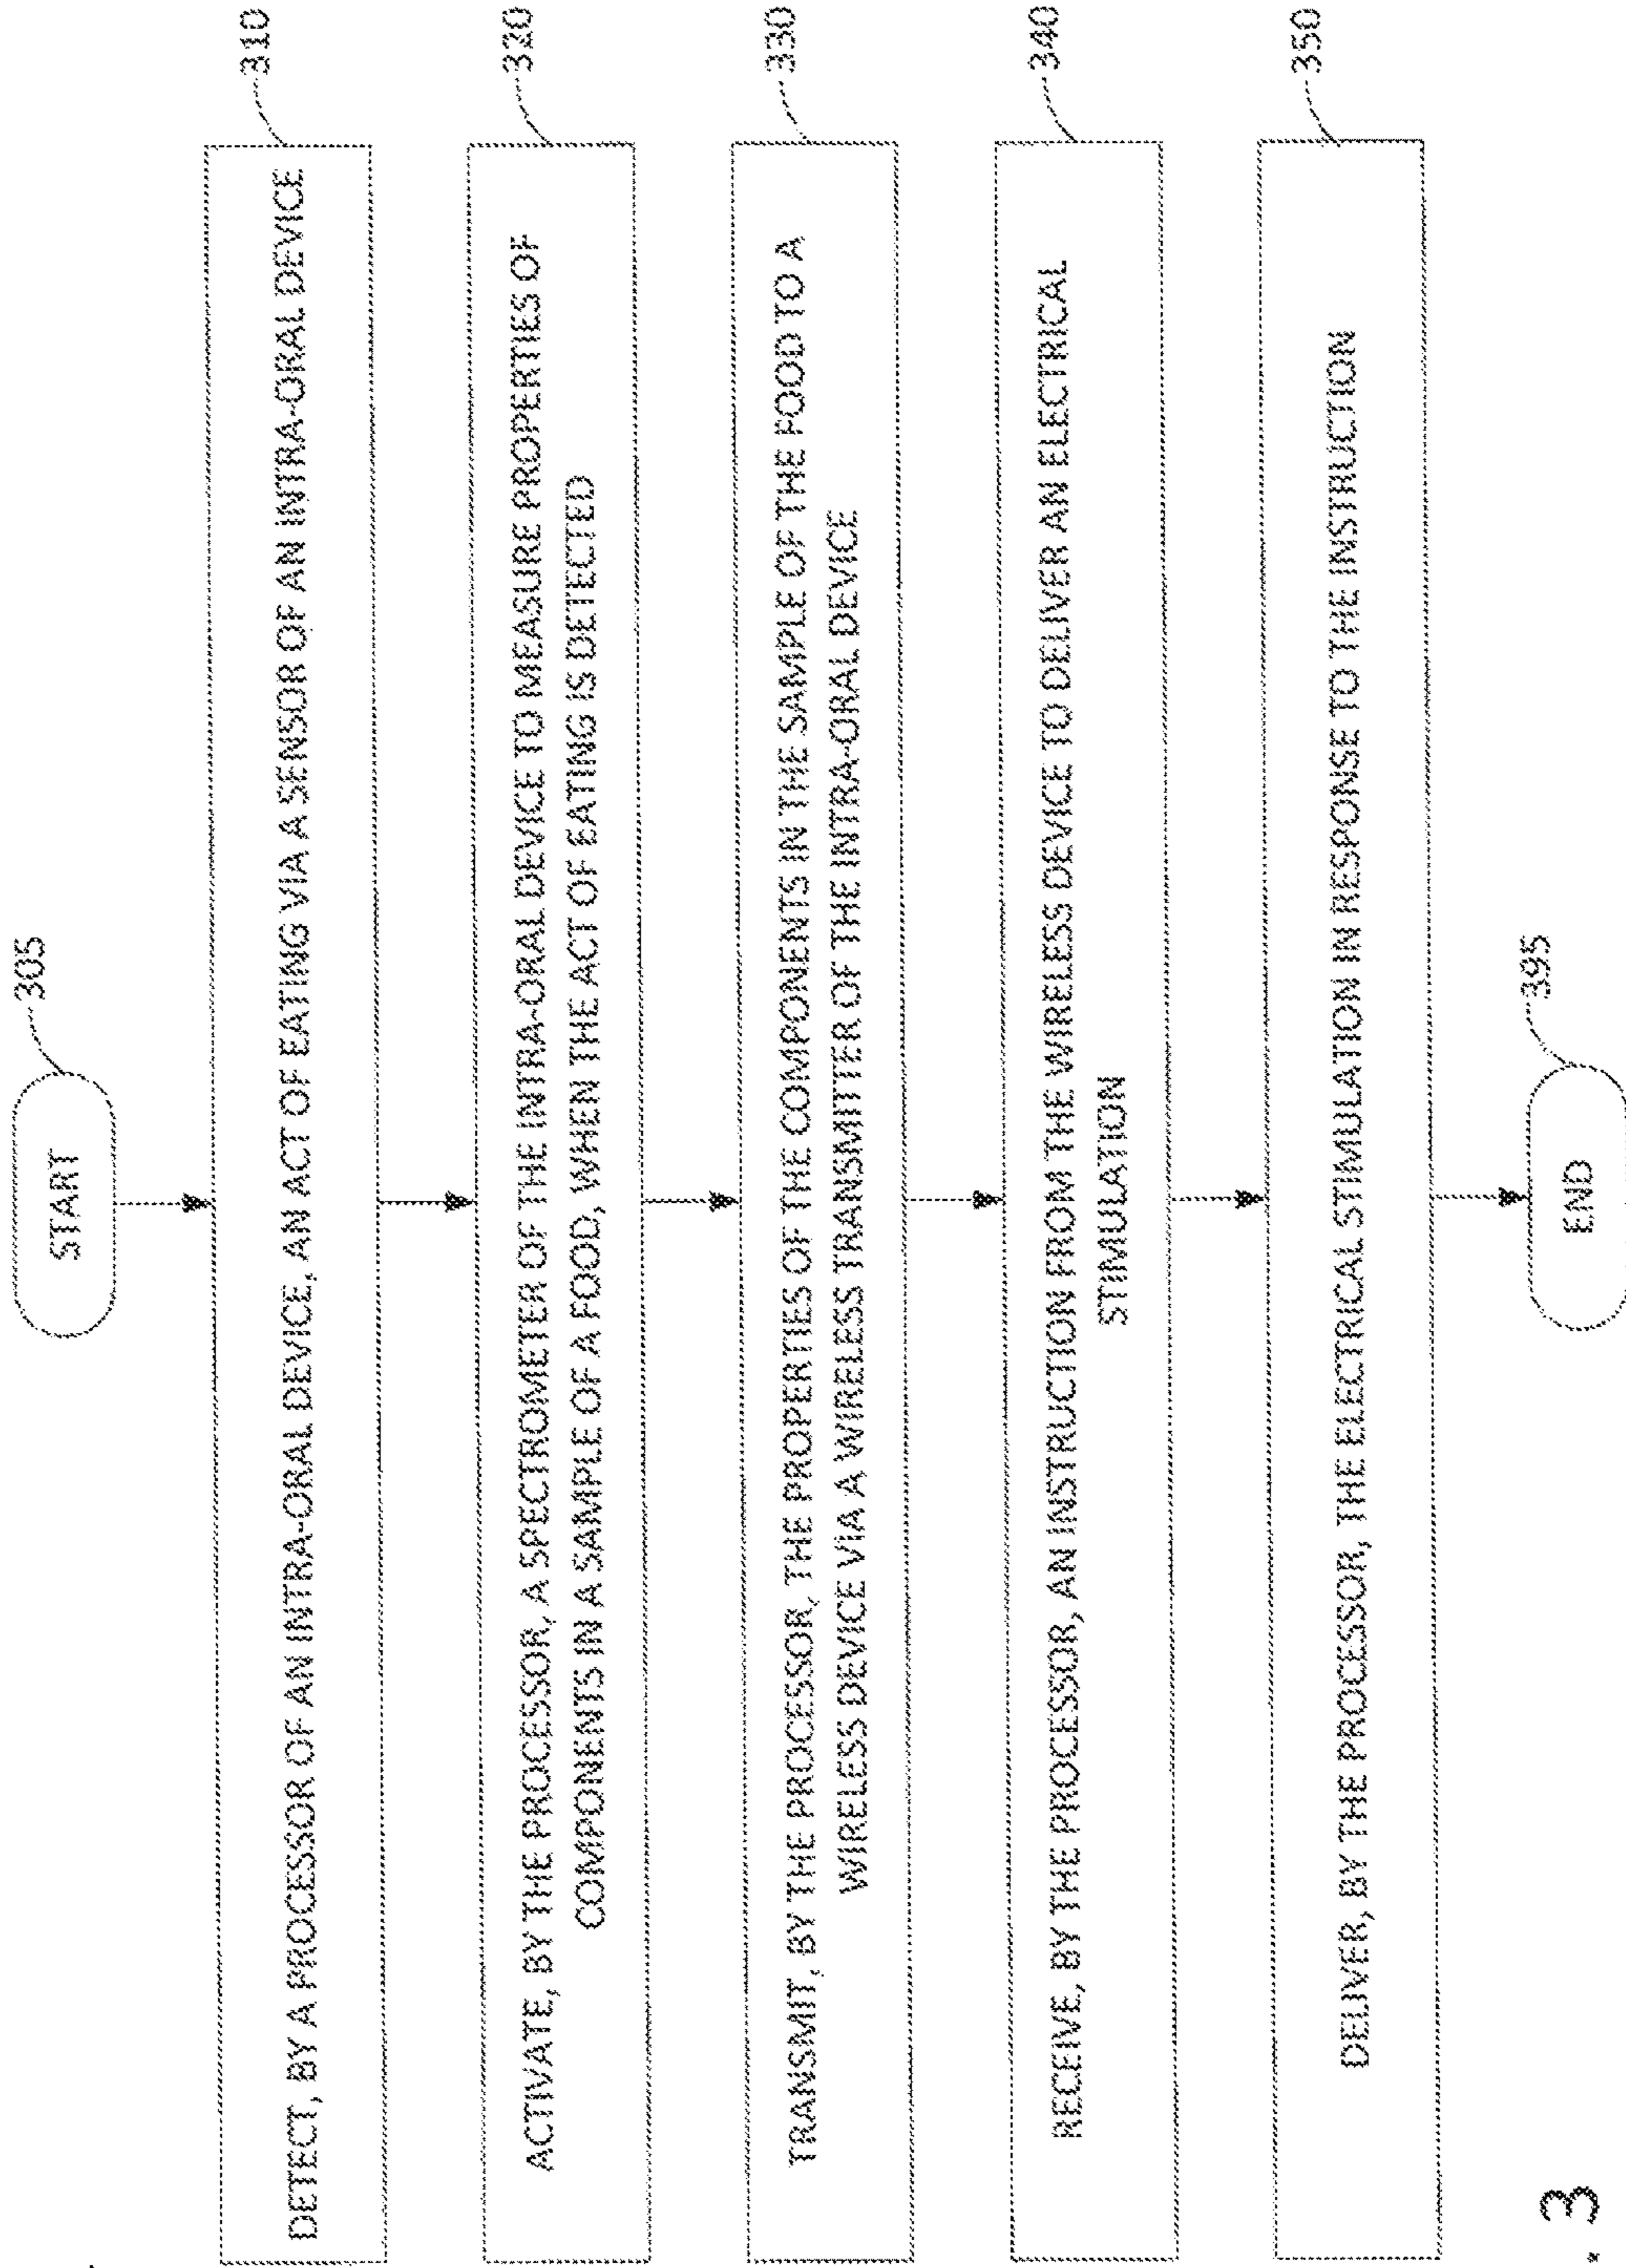 START
305
DETECT, BY A PROCESSOR OF AN INTRA-ORAL DEVICE, AN ACT OF EATING VIA A SENSOR OF AN INTRA-ORAL DEVICE
310
ACTIVATE, BY THE PROCESSOR, A SPECTROMETER OF THE INTRA-ORAL DEVICE TO MEASURE PROPERTIES OF
COMPONENTS IN A SAMPLE OF A FOOD, WHEN THE ACT OF EATING IS DETECTED
320
TRANSMIT, BY THE PROCESSOR, THE PROPERTIES OF THE COMPONENTS IN THE SAMPLE OF THE FOOD TO A
WIRELESS DEVICE VIA A WIRELESS TRANSMITTER OF THE INTRA-ORAL DEVICE
330
RECEIVE, BY THE PROCESSOR, AN INSTRUCTION FROM THE WIRELESS DEVICE TO DELIVER AN ELECTRICAL
STIMULATION
340
DELIVER, BY THE PROCESSOR, THE ELECTRICAL STIMULATION IN RESPONSE TO THE INSTRUCTION
350
END
395
. 3